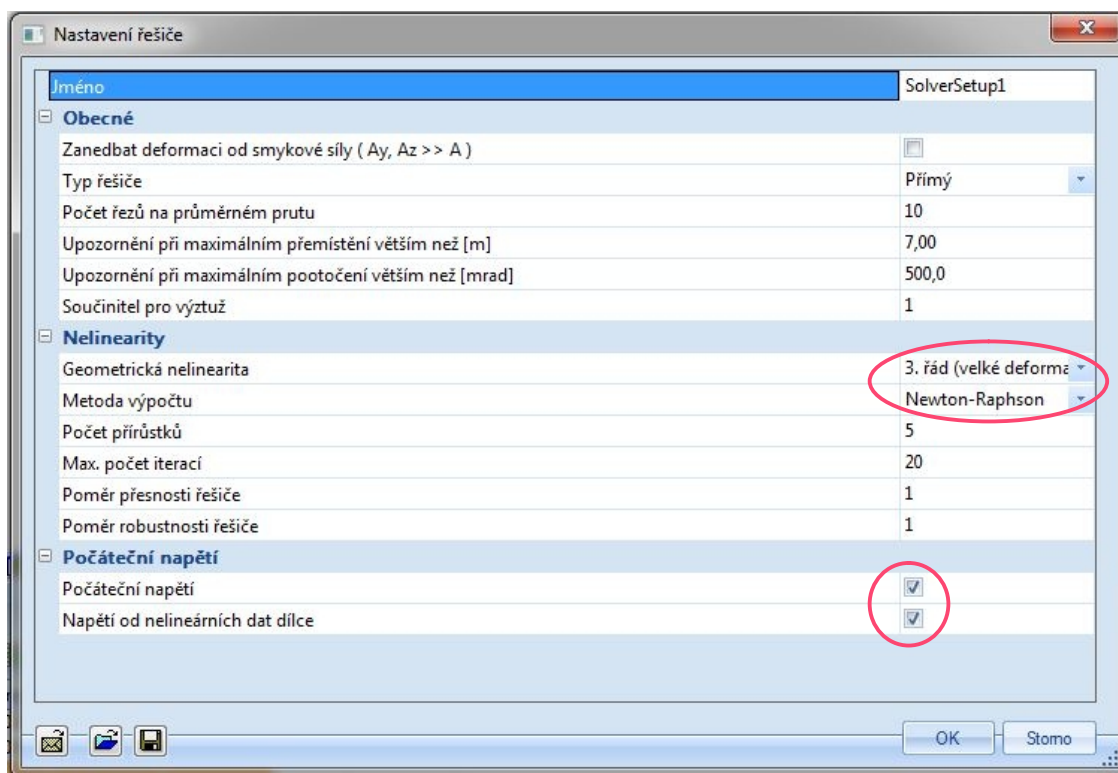 Nastavení řešiče
Jméno SolverSetup1
Obecné
Zanedbat deformaci od smykové síly ( Ay, Az >> A )
Typ řešiče Přímý
Počet řezů na průměrném prutu 10
Upozornění při maximálním přemístění větším než [m] 7,00
Upozornění při maximálním pootočení větším než [mrad] 500,0
Součinitel pro výztuž 1
Nelinearity
Geometrická nelinearita 3. řád (velké deforma
Metoda výpočtu Newton-Raphson
Počet přírůstků 5
Max. počet iterací 20
Poměr přesnosti řešiče 1
Poměr robustnosti řešiče 1
Počáteční napětí
Počáteční napětí
Napětí od nelineárních dat dílce
OK Storno